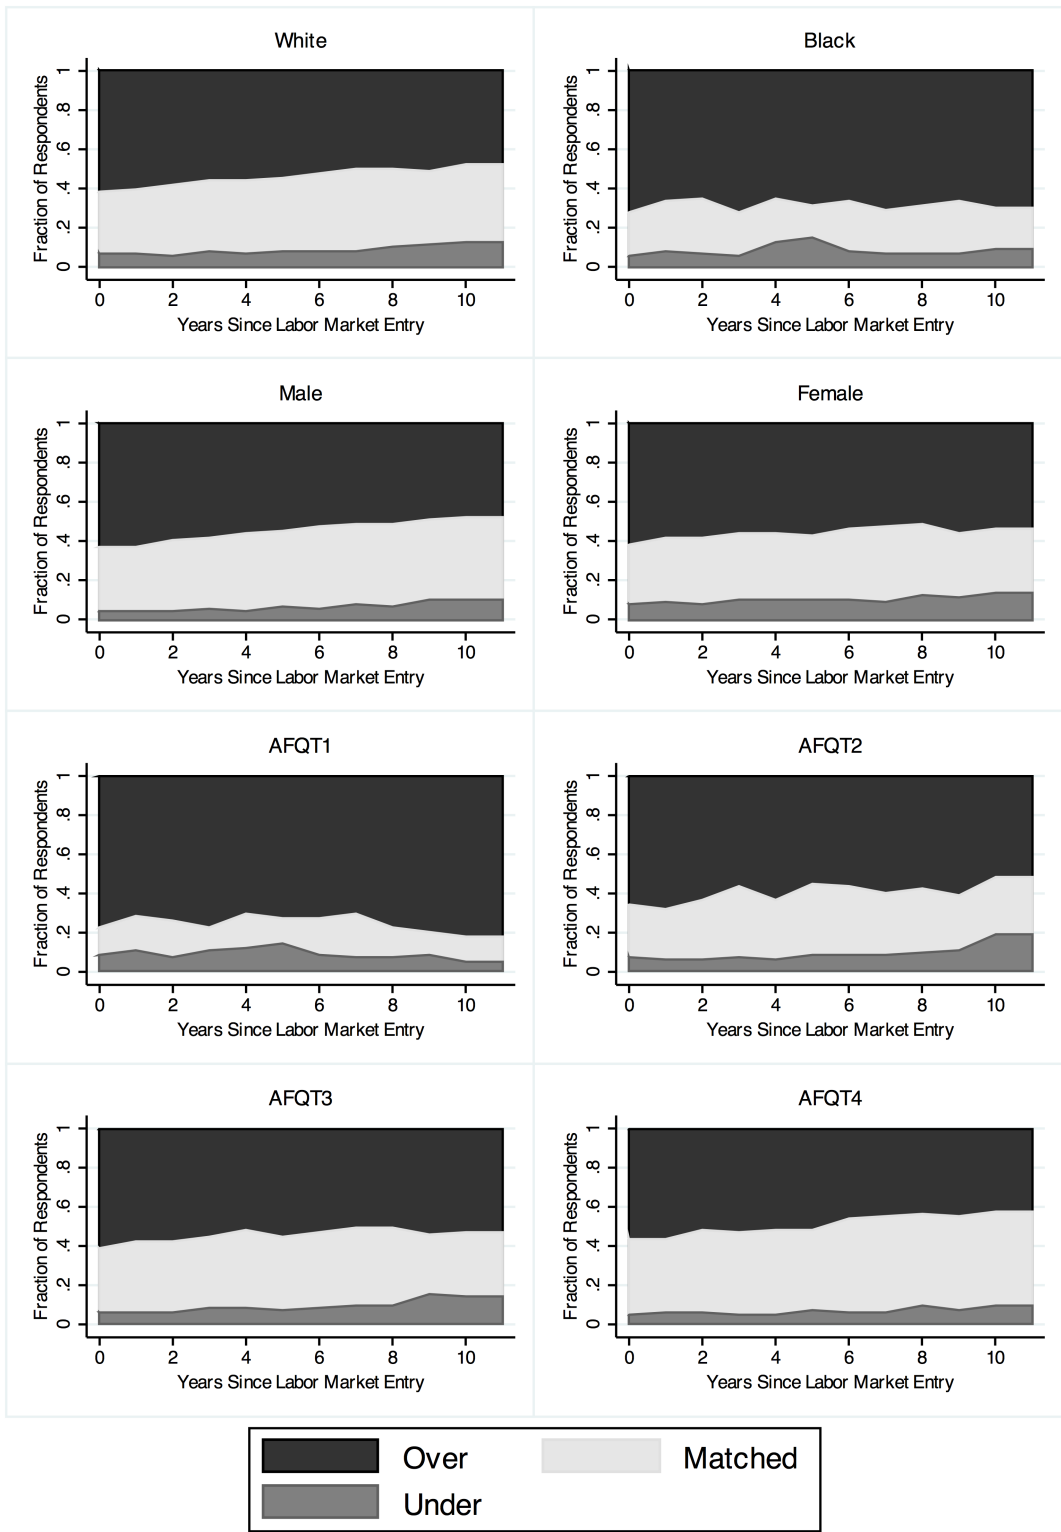 White
Fraction of Respondents
1
.8
.6
.4
.2
0
0 2 4 6 8 10
Years Since Labor Market Entry
Black
Fraction of Respondents
1
.8
.6
.4
.2
0
0 2 4 6 8 10
Years Since Labor Market Entry
Male
Fraction of Respondents
1
.8
.6
.4
.2
0
0 2 4 6 8 10
Years Since Labor Market Entry
Female
Fraction of Respondents
1
.8
.6
.4
.2
0
0 2 4 6 8 10
Years Since Labor Market Entry
AFQT1
Fraction of Respondents
1
.8
.6
.4
.2
0
0 2 4 6 8 10
Years Since Labor Market Entry
AFQT2
Fraction of Respondents
1
.8
.6
.4
.2
0
0 2 4 6 8 10
Years Since Labor Market Entry
AFQT3
Fraction of Respondents
1
.8
.6
.4
.2
0
0 2 4 6 8 10
Years Since Labor Market Entry
AFQT4
Fraction of Respondents
1
.8
.6
.4
.2
0
0 2 4 6 8 10
Years Since Labor Market Entry
Over Matched
Under